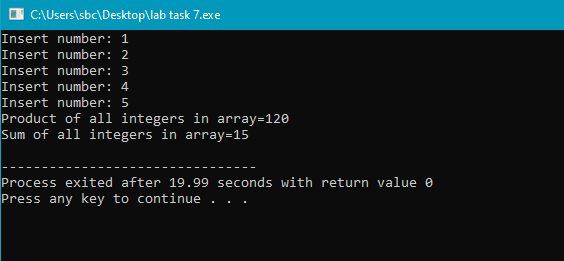 C:\Users\sbc\Desktop\lab task 7.exe
Insert number: 1
Insert number: 2
Insert number: 3
Insert number: 4
Insert number: 5
Product of all integers in array=120
Sum of all integers in array=15
--------------------------------
Process exited after 19.99 seconds with return value 0
Press any key to continue . . .